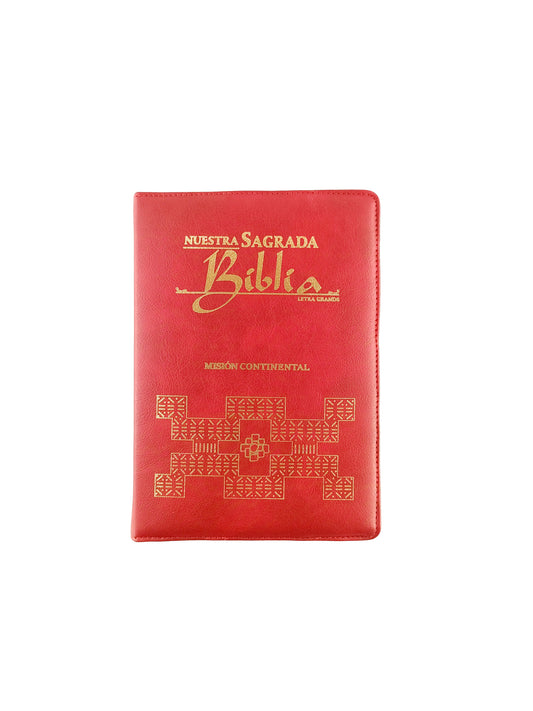 NUESTRA SAGRADA
Biblia
LETRA GRANDE
MISIÓN CONTINENTAL